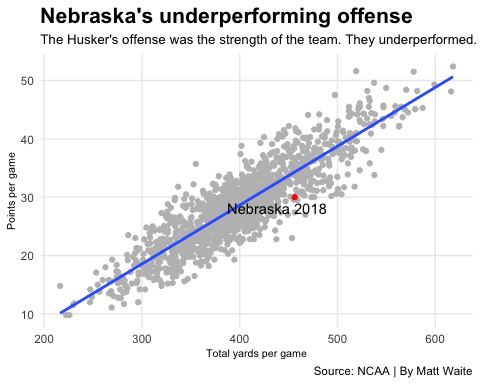 Nebraska's underperforming offense
The Husker's offense was the strength of the team. They underperformed.
Points per game
50
40
30
20
10
Nebraska 2018
200
300
400
500
600
Total yards per game
Source: NCAA | By Matt Waite